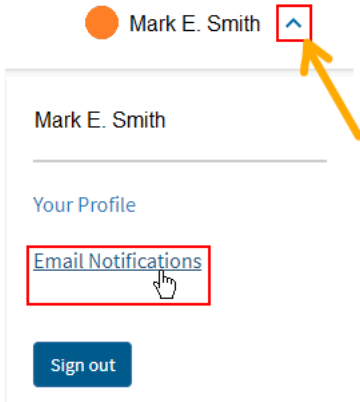 Mark E. Smith
Mark E. Smith
Your Profile
Email Notifications
Sign out